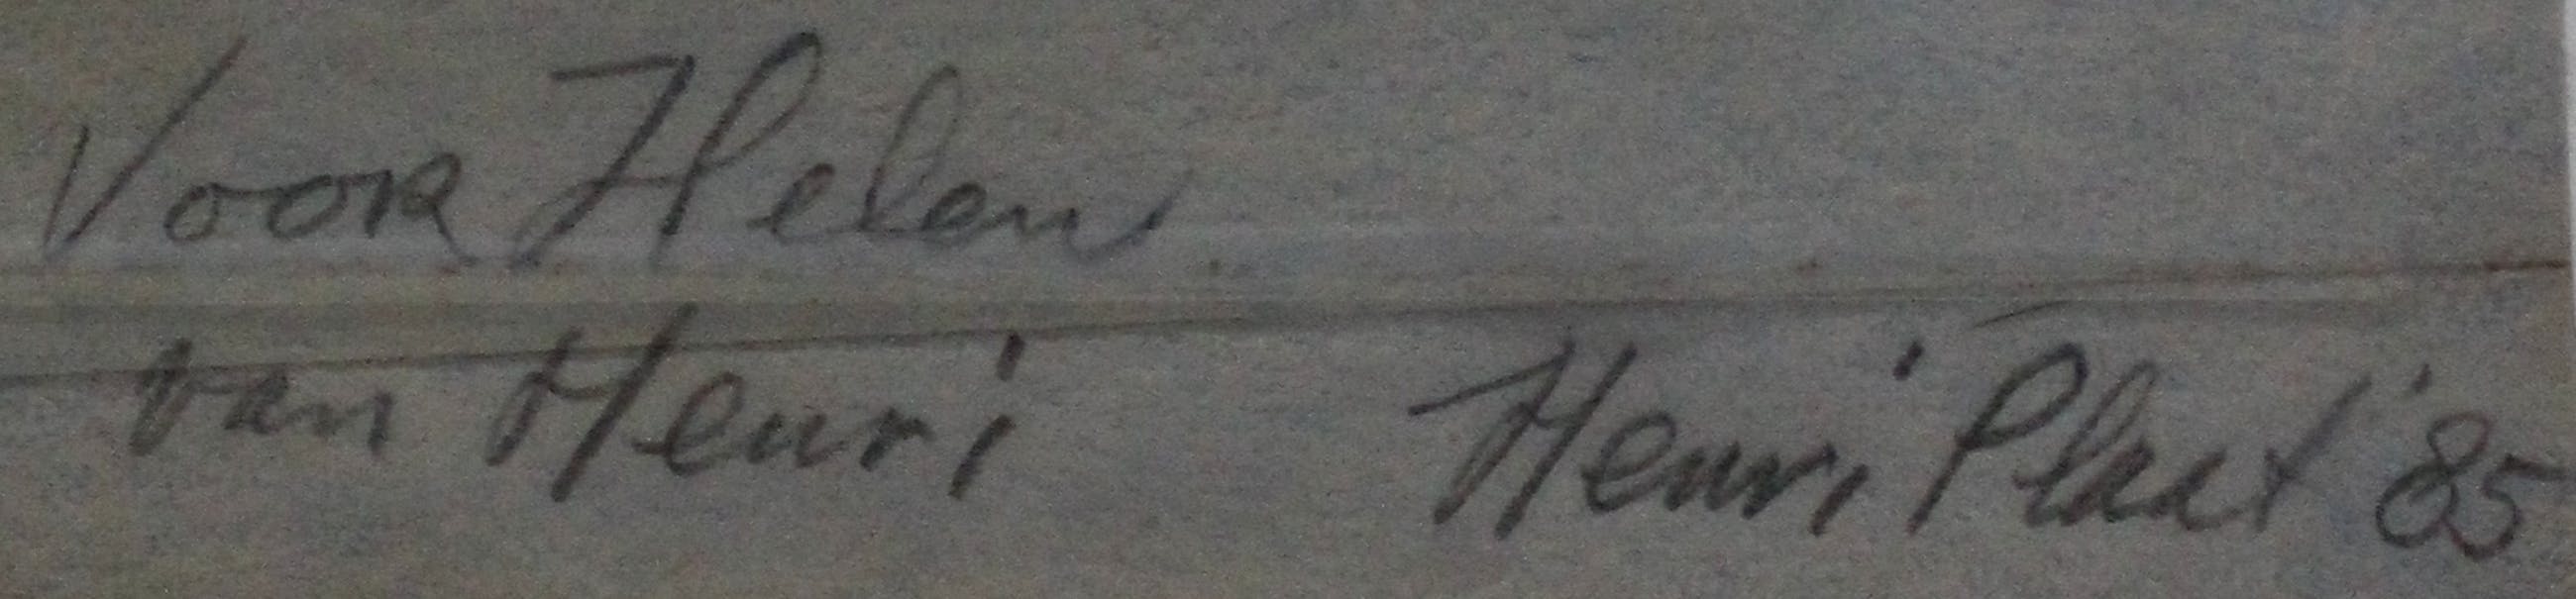 Voor Helen
van Henri Henri Plaat '85